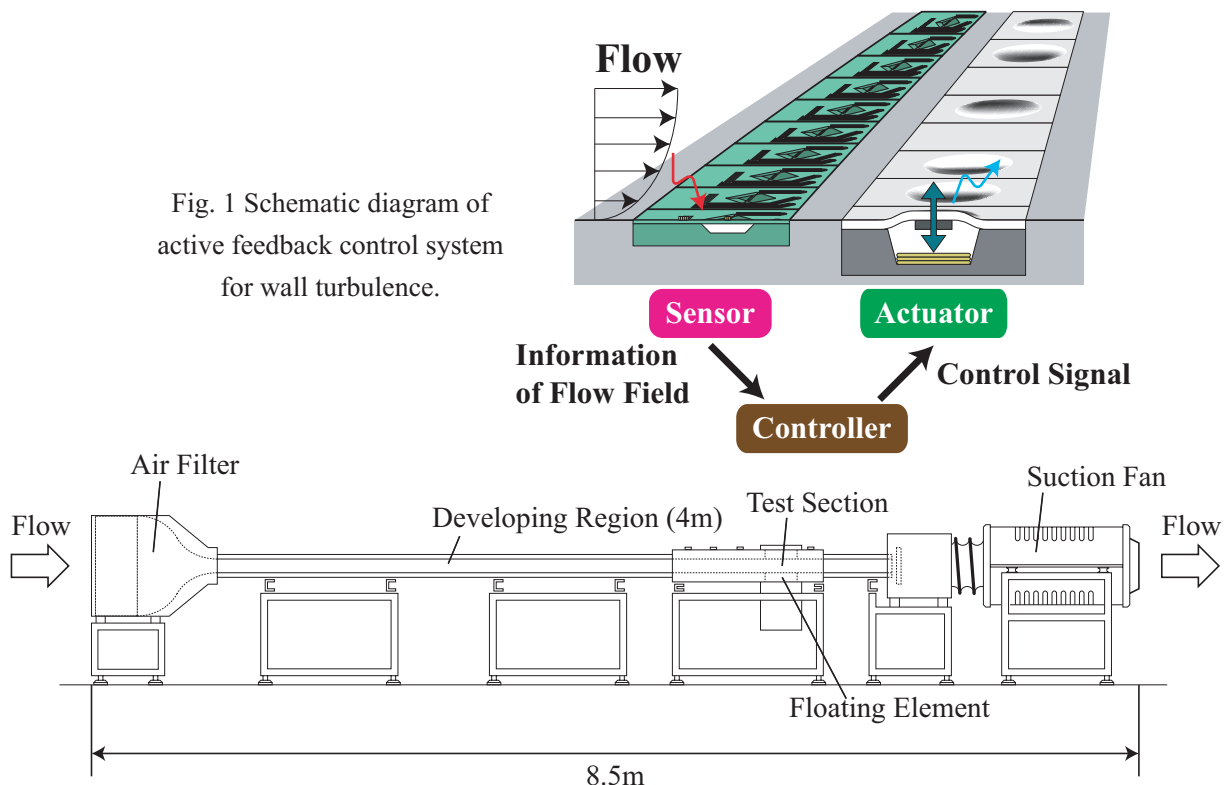 Flow
Fig. 1 Schematic diagram of
active feedback control system
for wall turbulence.
Sensor
Actuator
Information
of Flow Field
Control Signal
Controller
Air Filter
Suction Fan
Test Section
Developing Region (4m)
Flow
Flow
Floating Element
8.5m